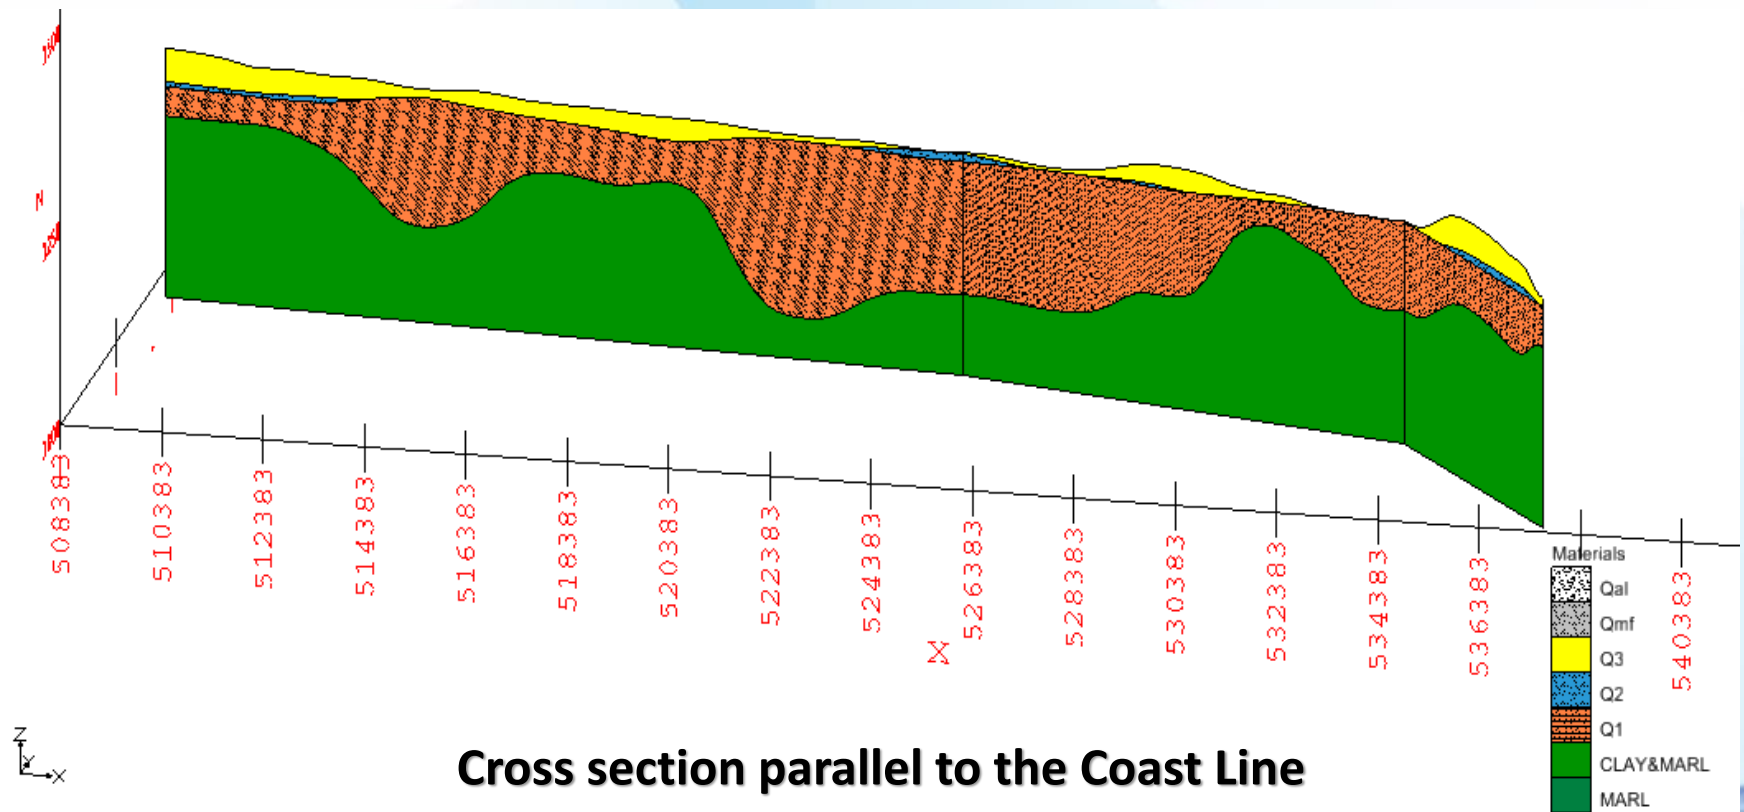 Z
508383
510383
512383
514383
516383
518383
520383
522383
524383
526383
528383
530383
532383
534383
536383
540383
X
Materials
Qal
Qmf
Q3
Q2
Q1
CLAY&MARL
MARL
Z
Y
X
Cross section parallel to the Coast Line